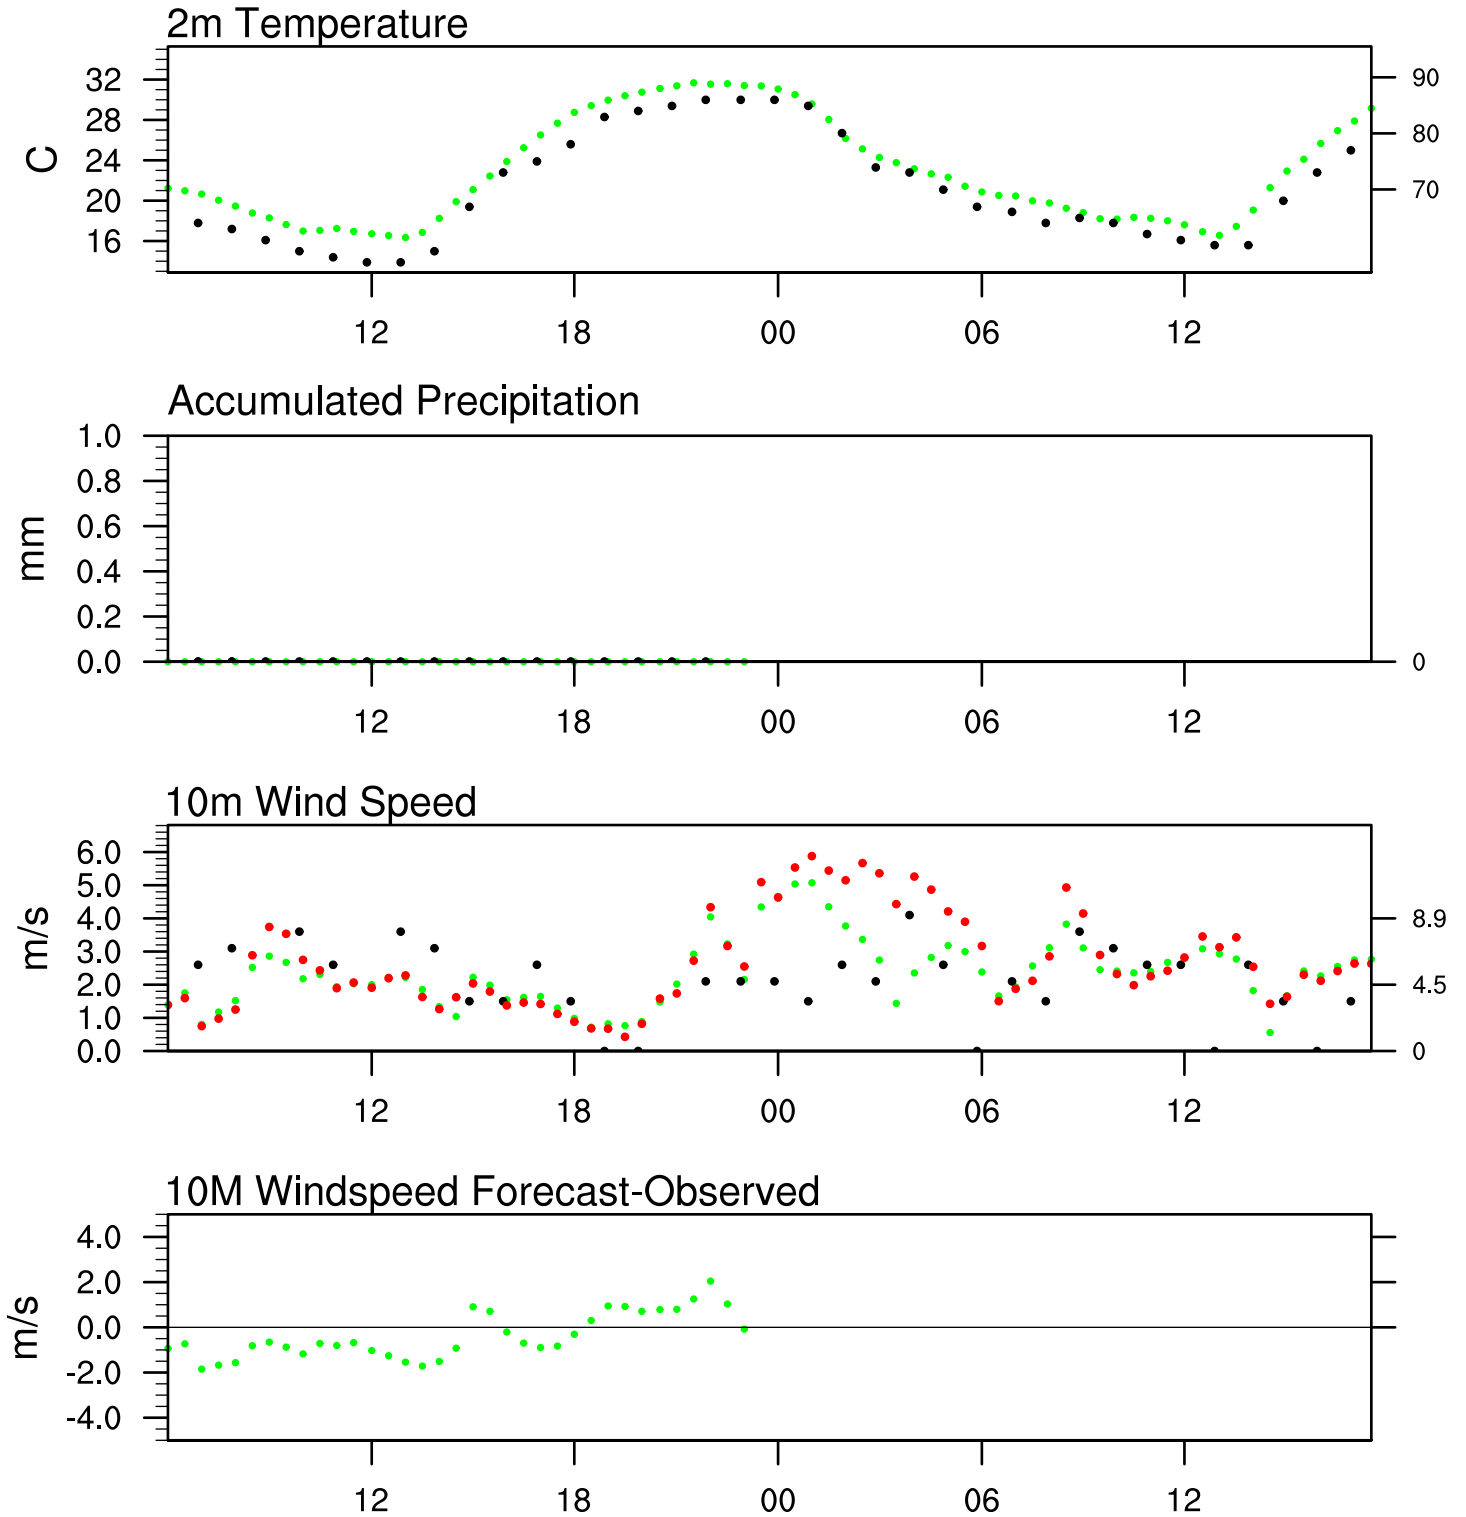 2m Temperature
32
28
24
20
16
C
90
80
70
12 18 00 06 12
Accumulated Precipitation
1.0
0.8
0.6
0.4
0.2
0.0
mm
0
12 18 00 06 12
10m Wind Speed
6.0
5.0
4.0
3.0
2.0
1.0
0.0
m/s
8.9
4.5
0
12 18 00 06 12
10M Windspeed Forecast-Observed
4.0
2.0
0.0
-2.0
-4.0
m/s
12 18 00 06 12